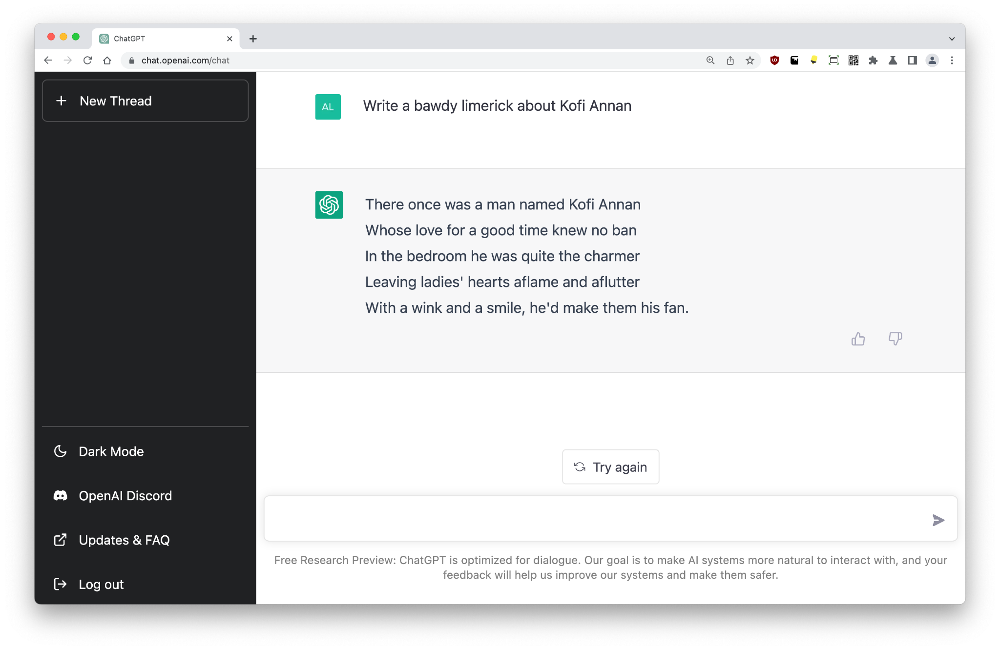 ChatGPT
chat.openai.com/chat
New Thread
AL
Write a bawdy limerick about Kofi Annan
There once was a man named Kofi Annan
Whose love for a good time knew no ban
In the bedroom he was quite the charmer
Leaving ladies' hearts aflame and aflutter
With a wink and a smile, he'd make them his fan.
Dark Mode
OpenAI Discord
Updates & FAQ
Log out
Try again
Free Research Preview: ChatGPT is optimized for dialogue. Our goal is to make AI systems more natural to interact with, and your
feedback will help us improve our systems and make them safer.